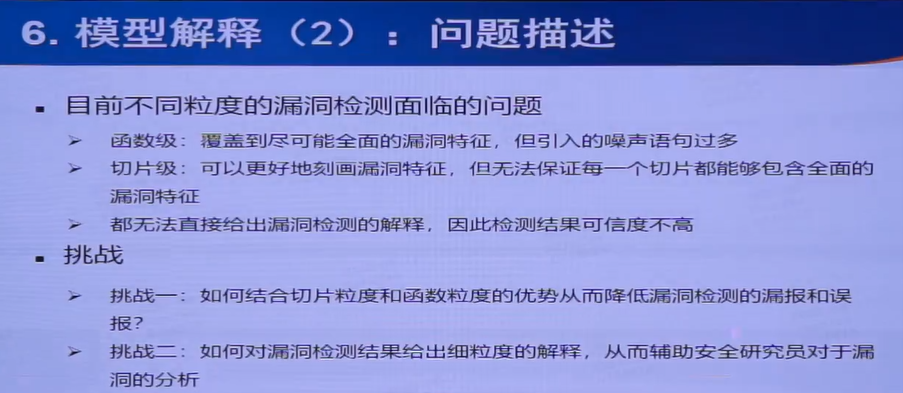 6. 模型解释（2）：问题描述
▪ 目前不同粒度的漏洞检测面临的问题
➢ 函数级：覆盖到尽可能全面的漏洞特征，但引入的噪声语句过多
➢ 切片级：可以更好地刻画漏洞特征，但无法保证每一个切片都能够包含全面的
漏洞特征
➢ 都无法直接给出漏洞检测的解释，因此检测结果可信度不高
▪ 挑战
➢ 挑战一：如何结合切片粒度和函数粒度的优势从而降低漏洞检测的漏报和误
报？
➢ 挑战二：如何对漏洞检测结果给出细粒度的解释，从而辅助安全研究员对于漏
洞的分析